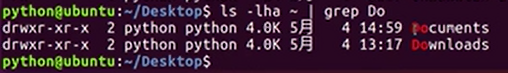 python@ubuntu:~/Desktop$ ls -lha ~ | grep Do
drwxr-xr-x  2 python python 4.0K 5月   4 14:59 Documents
drwxr-xr-x  2 python python 4.0K 5月   4 13:17 Downloads
python@ubuntu:~/Desktop$